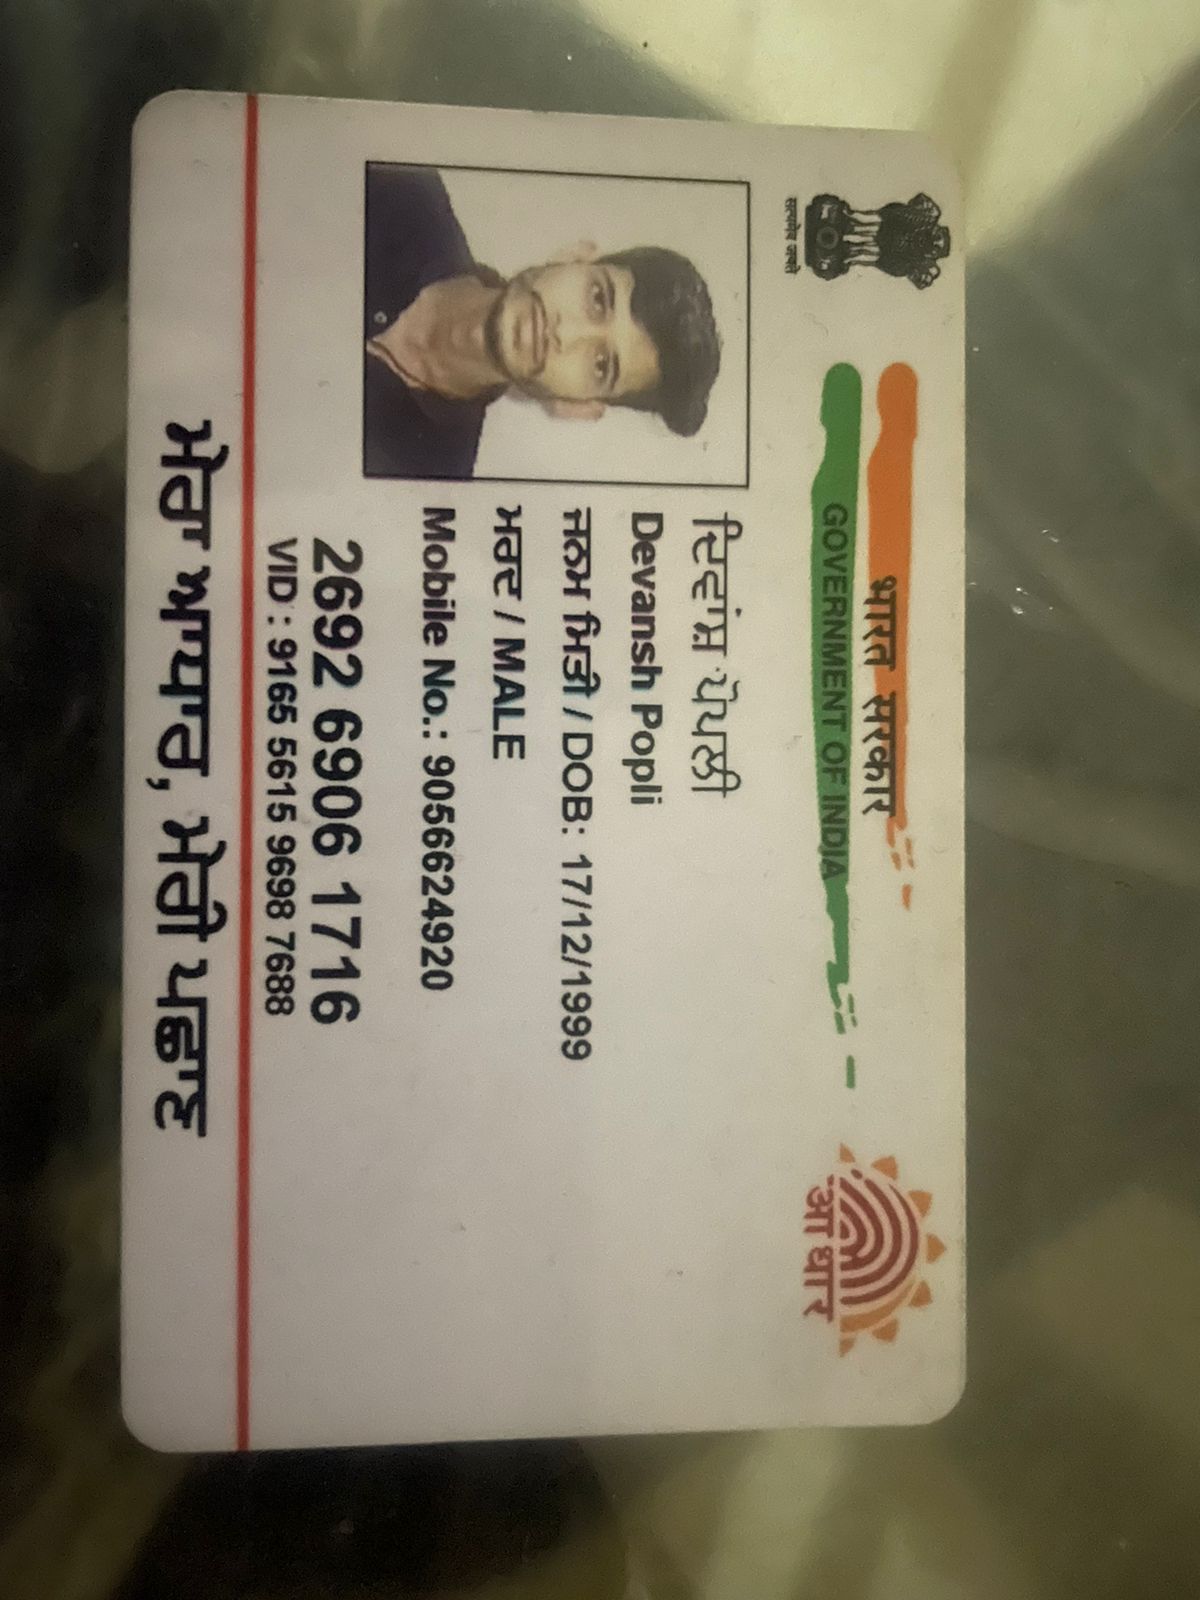 भारत सरकार
GOVERNMENT OF INDIA
सत्यमेव जयते
आधार
ਦਿਵਾਂਸ਼ ਪੋਪਲੀ
Devansh Popli
ਜਨਮ ਮਿਤੀ / DOB: 17/12/1999
ਮਰਦ / MALE
Mobile No.: 9056624920
2692 6906 1716
VID : 9165 5615 9698 7688
ਮੇਰਾ ਆਧਾਰ, ਮੇਰੀ ਪਛਾਣ